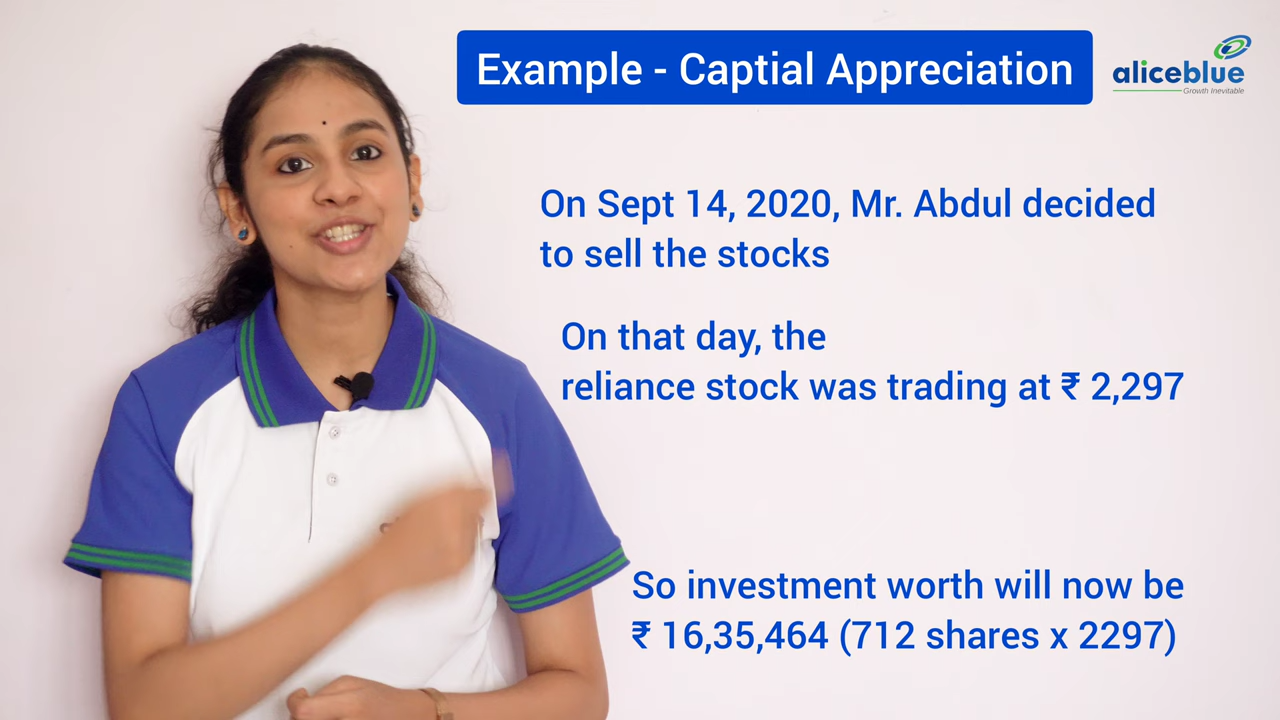 Example - Captial Appreciation
aliceblue
Growth Inevitable
On Sept 14, 2020, Mr. Abdul decided
to sell the stocks
On that day, the
reliance stock was trading at ₹ 2,297
So investment worth will now be
₹ 16,35,464 (712 shares x 2297)